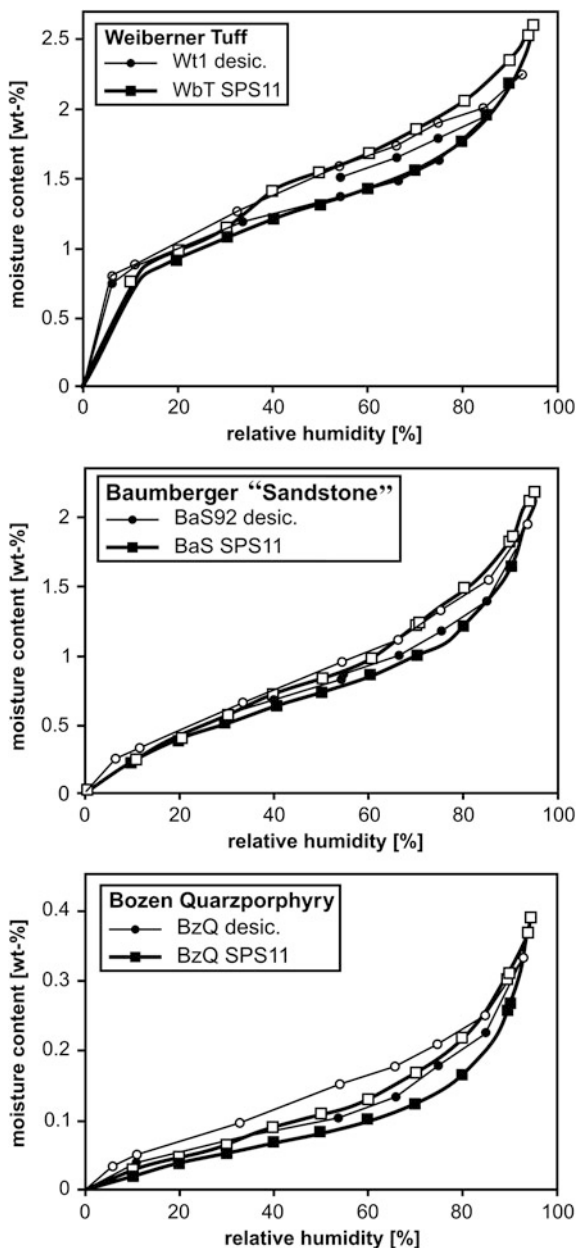 Weiberner Tuff
Wt1 desic.
WbT SPS11
2.5
2
1.5
1
0.5
0
moisture content [wt-%]
0 20 40 60 80 100
relative humidity [%]
Baumberger “Sandstone”
BaS92 desic.
BaS SPS11
2
1.5
1
0.5
0
moisture content [wt-%]
0 20 40 60 80 100
relative humidity [%]
Bozen Quarzporphyry
BzQ desic.
BzQ SPS11
0.4
0.3
0.2
0.1
0
moisture content [wt-%]
0 20 40 60 80 100
relative humidity [%]